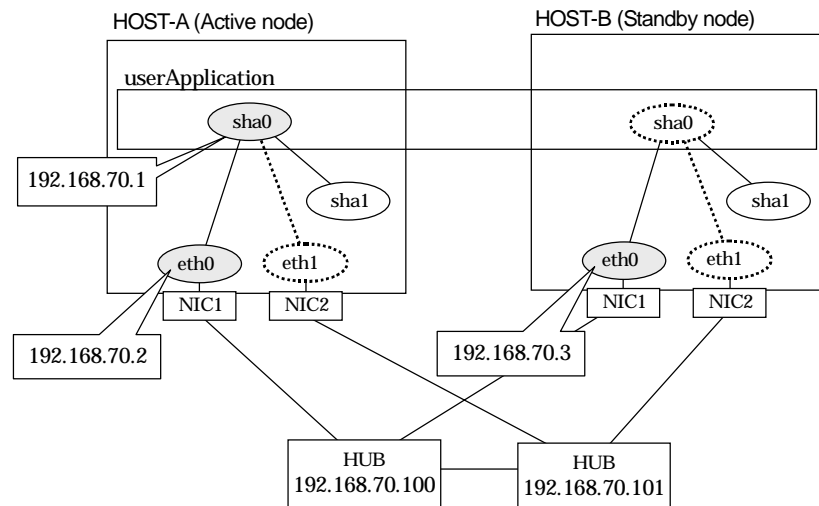 HOST-A (Active node)
HOST-B (Standby node)
userApplication
sha0
sha0
192.168.70.1
sha1
sha1
eth0
eth1
eth0
eth1
NIC1
NIC2
NIC1
NIC2
192.168.70.2
192.168.70.3
HUB
192.168.70.100
HUB
192.168.70.101